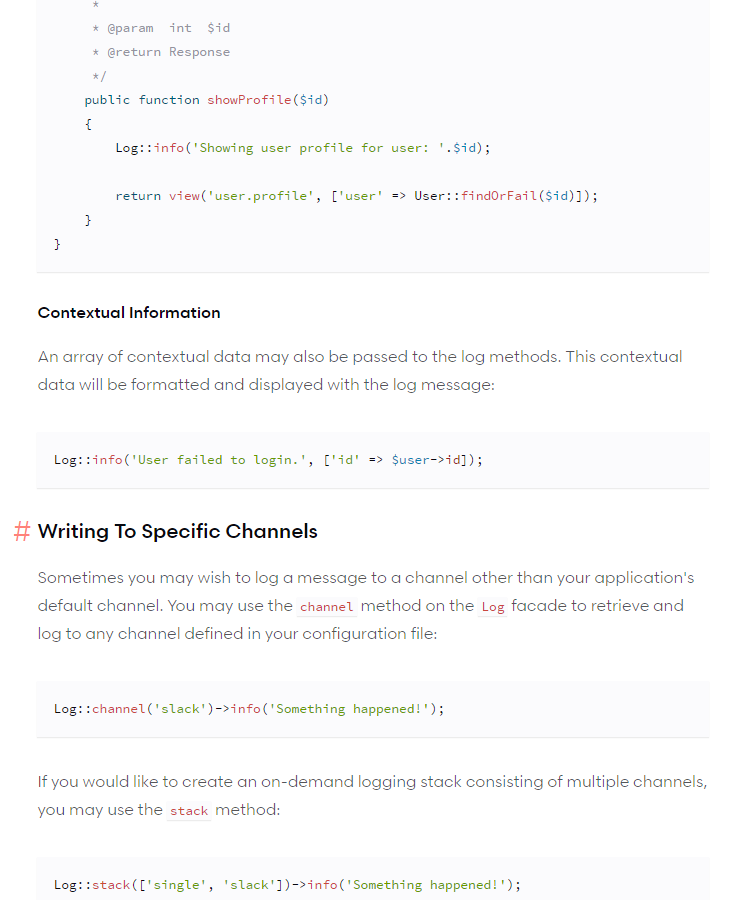 *
* @param  int  $id
* @return Response
*/
public function showProfile($id)
{
Log::info('Showing user profile for user: '.$id);
return view('user.profile', ['user' => User::findOrFail($id)]);
}
}
Contextual Information
An array of contextual data may also be passed to the log methods. This contextual
data will be formatted and displayed with the log message:
Log::info('User failed to login.', ['id' => $user->id]);
# Writing To Specific Channels
Sometimes you may wish to log a message to a channel other than your application's
default channel. You may use the channel method on the Log facade to retrieve and
log to any channel defined in your configuration file:
Log::channel('slack')->info('Something happened!');
If you would like to create an on-demand logging stack consisting of multiple channels,
you may use the stack method:
Log::stack(['single', 'slack'])->info('Something happened!');